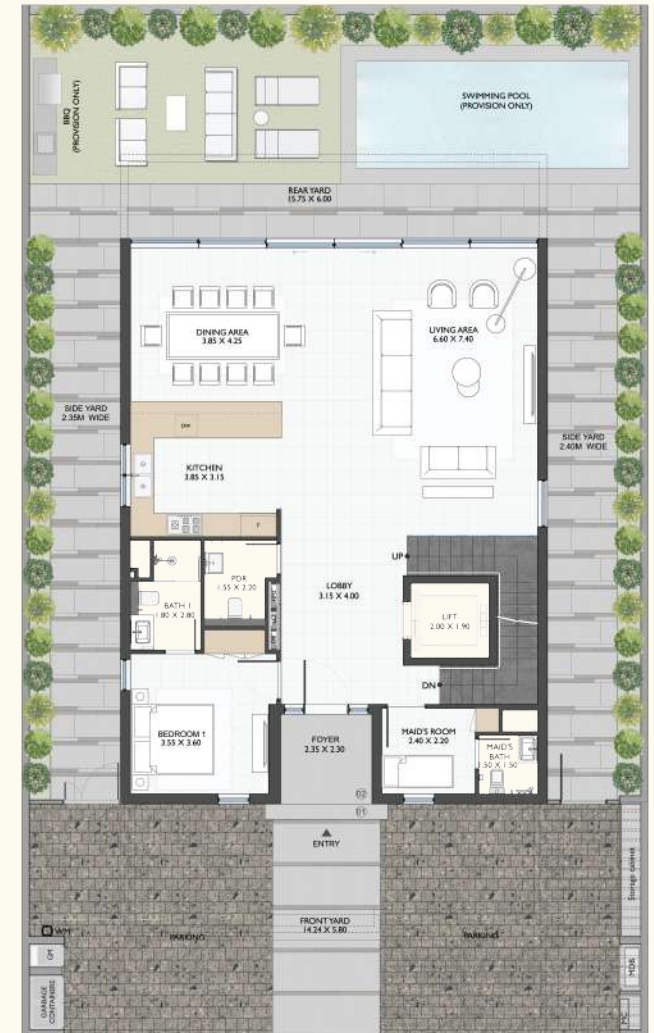 BBQ
(PROVISION ONLY)
SWIMMING POOL
(PROVISION ONLY)
REAR YARD
15.75 X 6.00
DINING AREA
3.85 X 4.25
LIVING AREA
6.60 X 7.40
SIDE YARD
2.35M WIDE
SIDE YARD
2.40M WIDE
DW
KITCHEN
3.85 X 3.15
F
PDR
1.55 X 2.20
BATH 1
1.80 X 2.80
UP
LOBBY
3.15 X 4.00
LIFT
2.00 X 1.90
DN
BEDROOM 1
3.55 X 3.60
FOYER
2.35 X 2.30
MAID'S ROOM
2.40 X 2.20
MAID'S
BATH
1.50 X 1.50
02
01
ENTRY
Storage cabinet
FRONT YARD
14.24 X 5.80
WM
PARKING
PARKING
GM
MDB
GARBAGE
CONTAINERS
MC